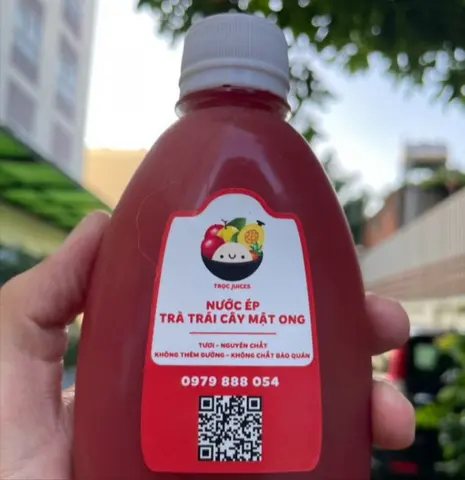 TRỌC JUICES
NƯỚC ÉP
TRÀ TRÁI CÂY MẬT ONG
TƯƠI - NGUYÊN CHẤT
KHÔNG THÊM ĐƯỜNG - KHÔNG CHẤT BẢO QUẢN
0979 888 054